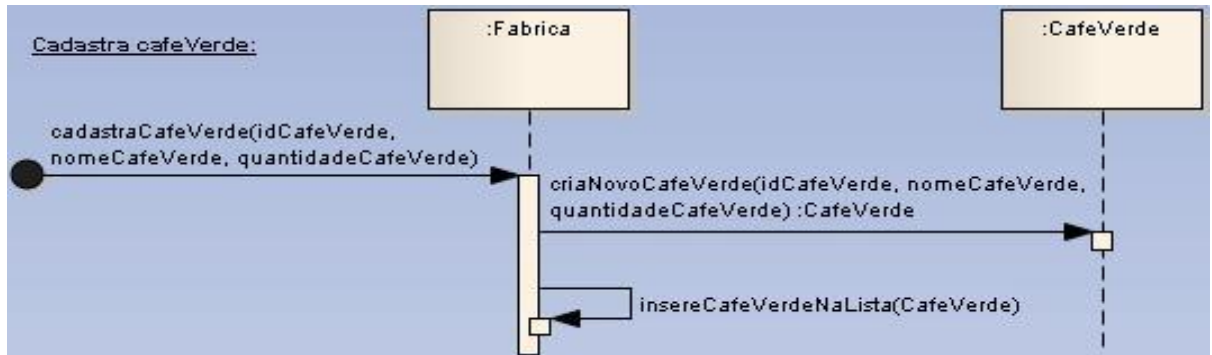 :Fabrica
:CafeVerde
Cadastra cafeVerde:
cadastraCafeVerde(idCafeVerde,
nomeCafeVerde, quantidadeCafeVerde)
criaNovoCafeVerde(idCafeVerde, nomeCafeVerde,
quantidadeCafeVerde) :CafeVerde
insereCafeVerdeNaLista(CafeVerde)